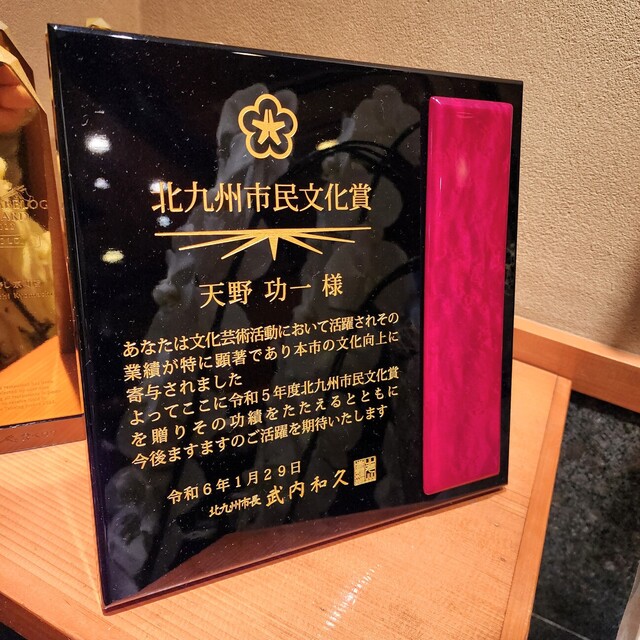 北九州市民文化賞
天野 功一 様
あなたは文化芸術活動において活躍されその
業績が特に顕著であり本市の文化向上に
寄与されました
よってここに令和5年度北九州市民文化賞
を贈りその功績をたたえるとともに
今後ますますのご活躍を期待いたします
令和6年1月29日
北九州市長 武内和久